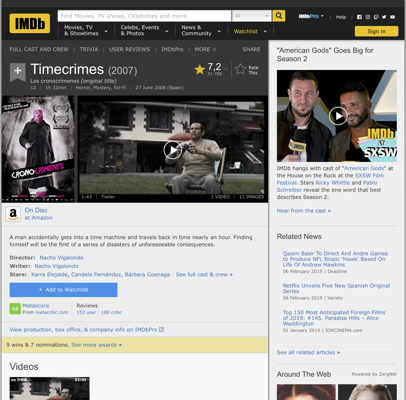 IMDb
Find Movies, TV shows, Celebrities and more...
All
IMDbPro
Help
Movies, TV
& Showtimes
Celebs, Events
& Photos
News &
Community
Watchlist
Sign in
FULL CAST AND CREW | TRIVIA | USER REVIEWS | IMDbPro | MORE
SHARE
Timecrimes (2007)
Los cronocrímenes (original title)
12 | 1h 32min | Horror, Mystery, Sci-Fi | 27 June 2008 (Spain)
7,2
Rate
This
CRONO
CRIMENES
1:45 | Trailer
1 VIDEO | 11 IMAGES
On Disc
at Amazon
A man accidentally gets into a time machine and travels back in time nearly an hour. Finding
himself will be the first of a series of disasters of unforeseeable consequences.
Director: Nacho Vigalondo
Writer: Nacho Vigalondo
Stars: Karra Elejalde, Candela Fernández, Bárbara Goenaga | See full cast & crew »
+ Add to Watchlist
Metascore
From metacritic.com
Reviews
153 user | 180 critic
View production, box office, & company info on IMDbPro
9 wins & 7 nominations. See more awards »
Videos
"American Gods" Goes Big for
Season 2
IMDb
at
SXSW
IMDb hangs with cast of "American Gods" at
the House on the Rock at the SXSW Film
Festival. Stars Ricky Whittle and Pablo
Schreiber reveal the one word that best
describes Season 2.
Hear from the cast »
Related News
Qasim Basir To Direct And Andre Gaines
to Produce NFL Biopic 'Hawk' Based On
Life Of Andrew Hawkins
06 February 2019 | Deadline
Netflix Unveils Five New Spanish Original
Series
06 February 2019 | Variety
Top 150 Most Anticipated Foreign Films
of 2019: #145. Paradise Hills – Alice
Waddington
01 January 2019 | IONCINEMA.com
See all related articles »
Around The Web
Powered by ZergNet